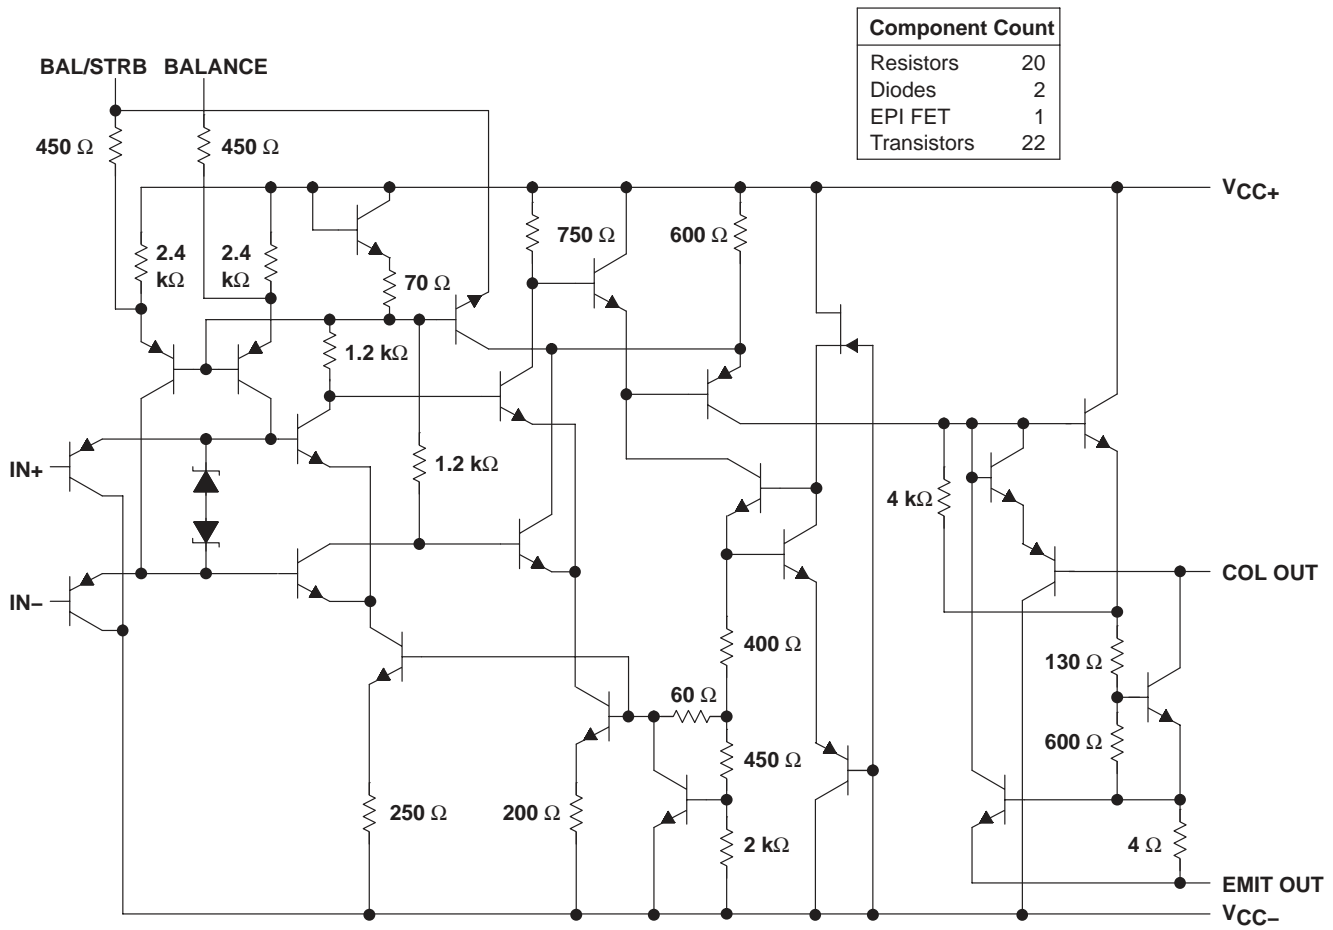 Component Count
Resistors 20
Diodes 2
EPI FET 1
Transistors 22
BAL/STRB BALANCE
450 Ω 450 Ω
VCC+
2.4 kΩ
2.4 kΩ
70 Ω
750 Ω
600 Ω
1.2 kΩ
IN+
1.2 kΩ
4 kΩ
COL OUT
IN−
400 Ω
130 Ω
60 Ω
600 Ω
450 Ω
250 Ω
200 Ω
2 kΩ
4 Ω
EMIT OUT
VCC−